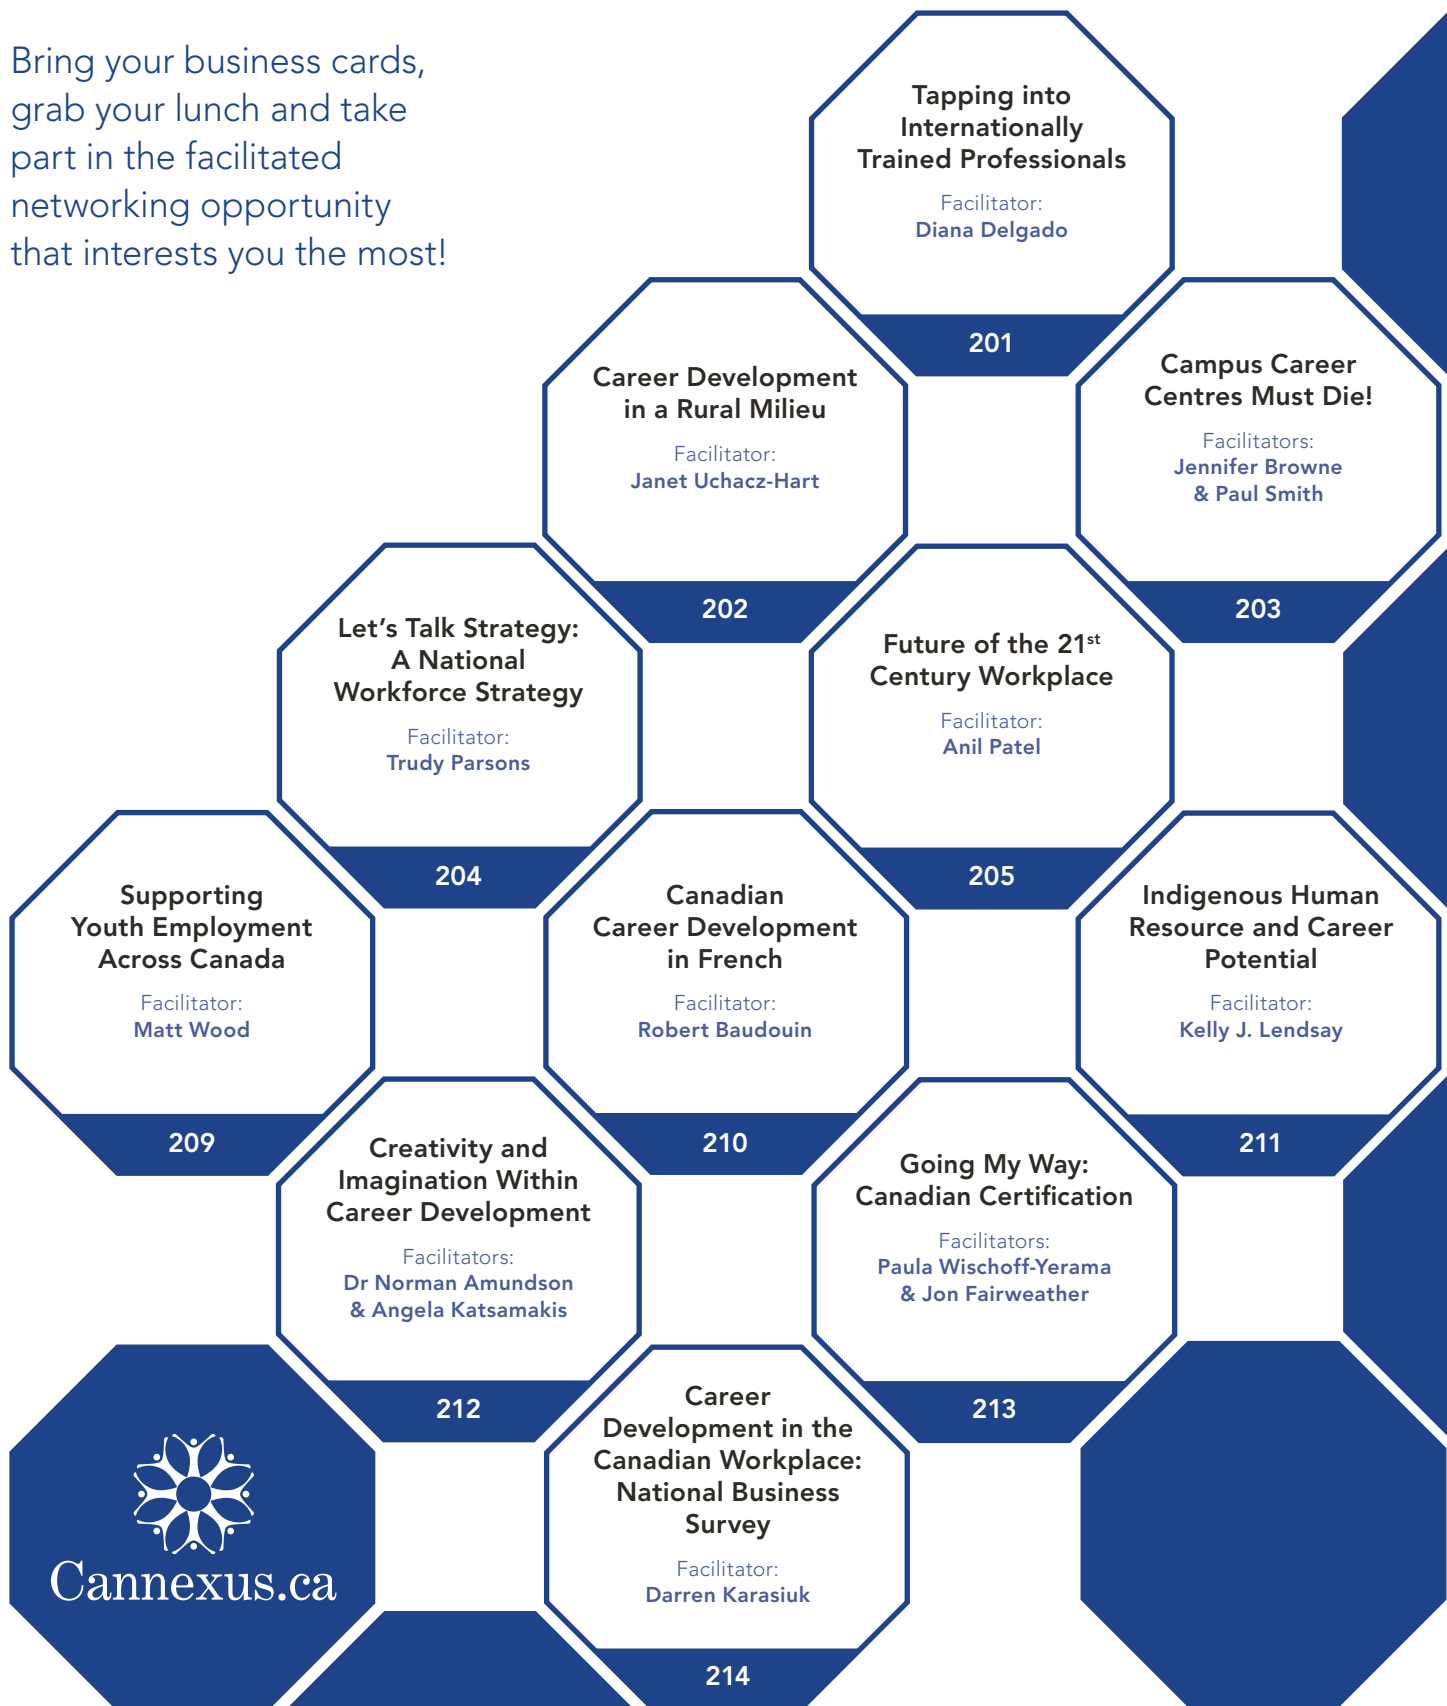 Bring your business cards,
grab your lunch and take
part in the facilitated
networking opportunity
that interests you the most!
Tapping into
Internationally
Trained Professionals
Facilitator:
Diana Delgado
201
Career Development
in a Rural Milieu
Facilitator:
Janet Uchacz-Hart
202
Campus Career
Centres Must Die!
Facilitators:
Jennifer Browne
& Paul Smith
203
Let’s Talk Strategy:
A National
Workforce Strategy
Facilitator:
Trudy Parsons
204
Future of the 21st
Century Workplace
Facilitator:
Anil Patel
205
Supporting
Youth Employment
Across Canada
Facilitator:
Matt Wood
209
Canadian
Career Development
in French
Facilitator:
Robert Baudouin
210
Indigenous Human
Resource and Career
Potential
Facilitator:
Kelly J. Lendsay
211
Creativity and
Imagination Within
Career Development
Facilitators:
Dr Norman Amundson
& Angela Katsamakis
212
Going My Way:
Canadian Certification
Facilitators:
Paula Wischoff-Yerama
& Jon Fairweather
213
Career
Development in the
Canadian Workplace:
National Business
Survey
Facilitator:
Darren Karasiuk
214
Cannexus.ca